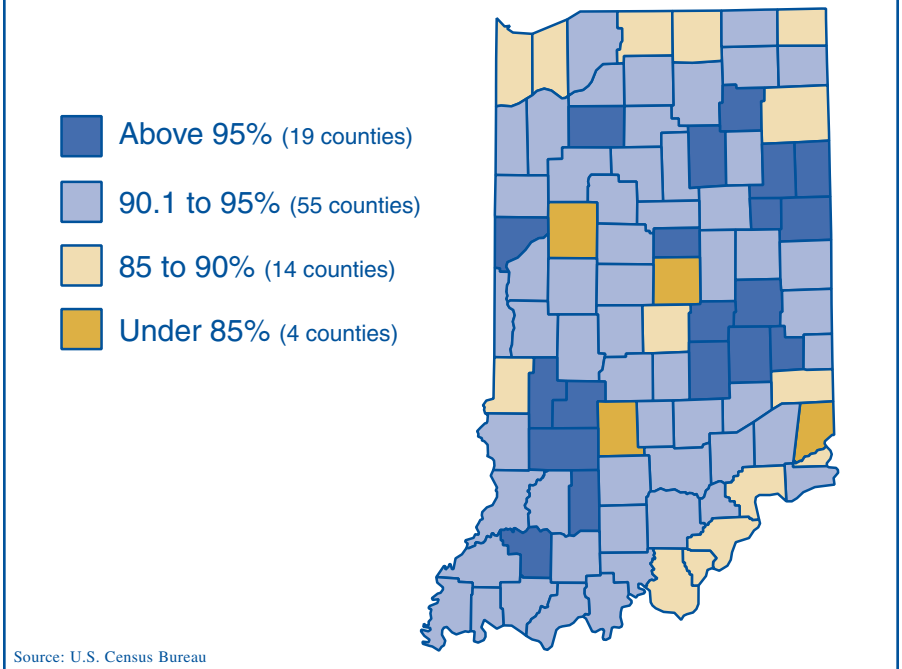 Above 95% (19 counties)
90.1 to 95% (55 counties)
85 to 90% (14 counties)
Under 85% (4 counties)
Source: U.S. Census Bureau